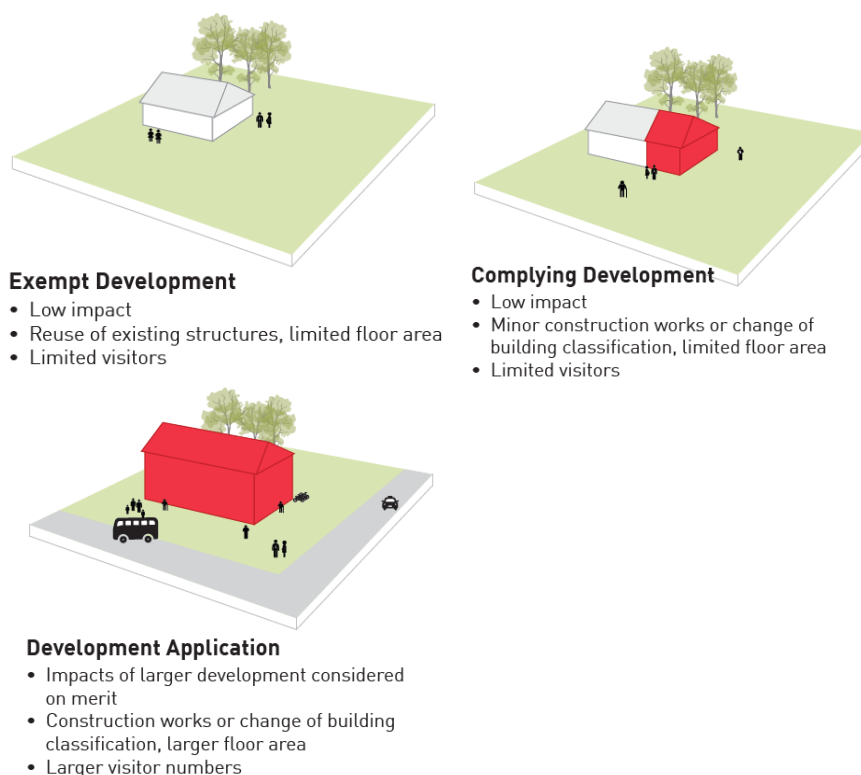 Exempt Development
• Low impact
• Reuse of existing structures, limited floor area
• Limited visitors
Complying Development
• Low impact
• Minor construction works or change of
building classification, limited floor area
• Limited visitors
Development Application
• Impacts of larger development considered
on merit
• Construction works or change of building
classification, larger floor area
• Larger visitor numbers